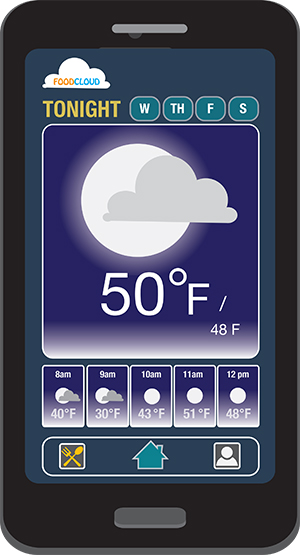 FOODCLOUD
TONIGHT W TH F S
50°F /
48 F
8am 9am 10am 11am 12 pm
40°F 30°F 43 °F 51 °F 48°F